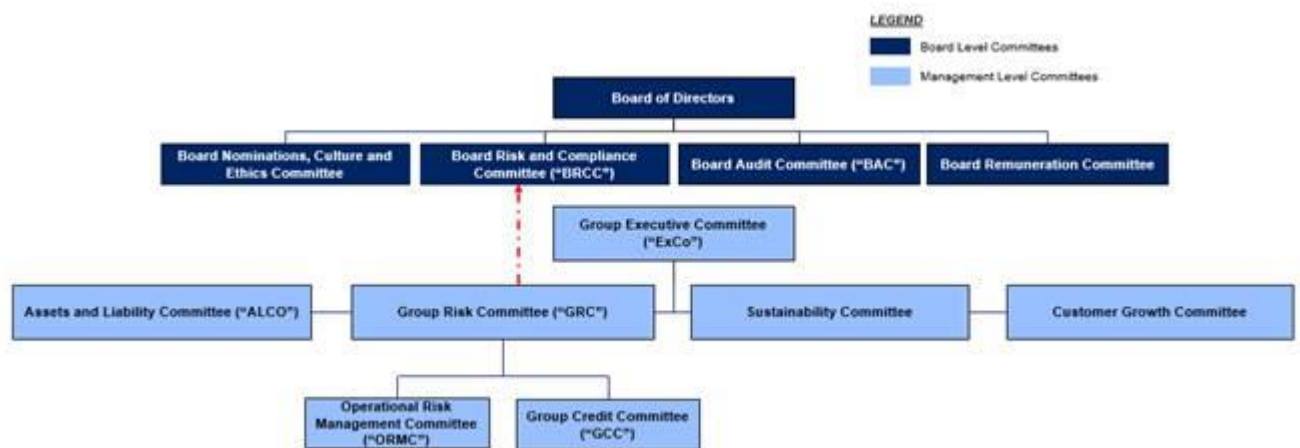 LEGEND
Board Level Committees
Management Level Committees
Board of Directors
Board Nominations, Culture and
Ethics Committee
Board Risk and Compliance
Committee ("BRCC")
Board Audit Committee ("BAC")
Board Remuneration Committee
Group Executive Committee
("ExCo")
Assets and Liability Committee ("ALCO")
Group Risk Committee ("GRC")
Sustainability Committee
Customer Growth Committee
Operational Risk
Management Committee
("ORMC")
Group Credit Committee
("GCC")